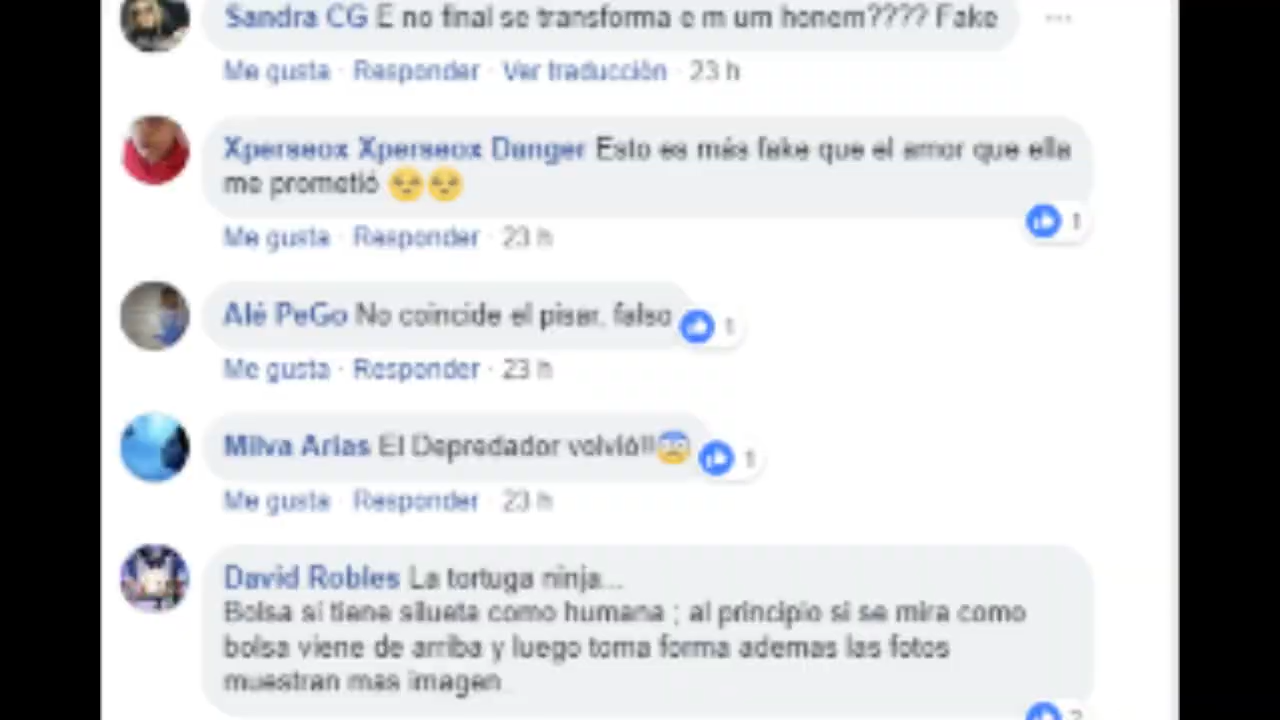 Sandra CG E no final se transforma e m um homem???? Fake
Me gusta · Responder · Ver traducción · 23 h
Xperseox Xperseox Danger Esto es más fake que el amor que ella
me prometió 🥺🥺
1
Me gusta · Responder · 23 h
Alé PeGo No coincide el pisar, falso
1
Me gusta · Responder · 23 h
Milva Arias El Depredador volvió!!😨
1
Me gusta · Responder · 23 h
David Robles La tortuga ninja...
Bolsa si tiene silueta como humana ; al principio si se mira como
bolsa viene de arriba y luego toma forma ademas las fotos
muestran mas imagen